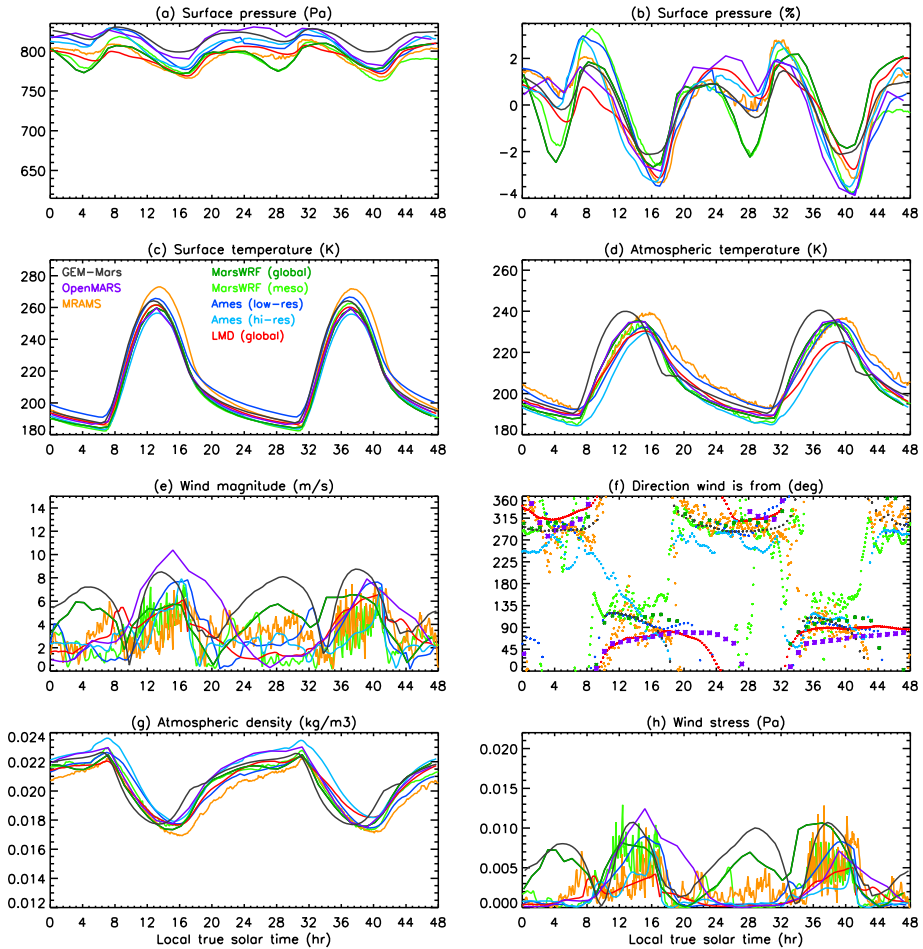 (a) Surface pressure (Pa)
800
750
700
650
0 4 8 12 16 20 24 28 32 36 40 44 48
(b) Surface pressure (%)
2
0
−2
−4
0 4 8 12 16 20 24 28 32 36 40 44 48
(c) Surface temperature (K)
280
260
240
220
200
180
GEM−Mars
OpenMARS
MRAMS
MarsWRF (global)
MarsWRF (meso)
Ames (low−res)
Ames (hi−res)
LMD (global)
0 4 8 12 16 20 24 28 32 36 40 44 48
(d) Atmospheric temperature (K)
260
240
220
200
180
0 4 8 12 16 20 24 28 32 36 40 44 48
(e) Wind magnitude (m/s)
14
12
10
8
6
4
2
0
0 4 8 12 16 20 24 28 32 36 40 44 48
(f) Direction wind is from (deg)
360
315
270
225
180
135
90
45
0
0 4 8 12 16 20 24 28 32 36 40 44 48
(g) Atmospheric density (kg/m3)
0.024
0.022
0.020
0.018
0.016
0.014
0.012
0 4 8 12 16 20 24 28 32 36 40 44 48
Local true solar time (hr)
(h) Wind stress (Pa)
0.020
0.015
0.010
0.005
0.000
0 4 8 12 16 20 24 28 32 36 40 44 48
Local true solar time (hr)